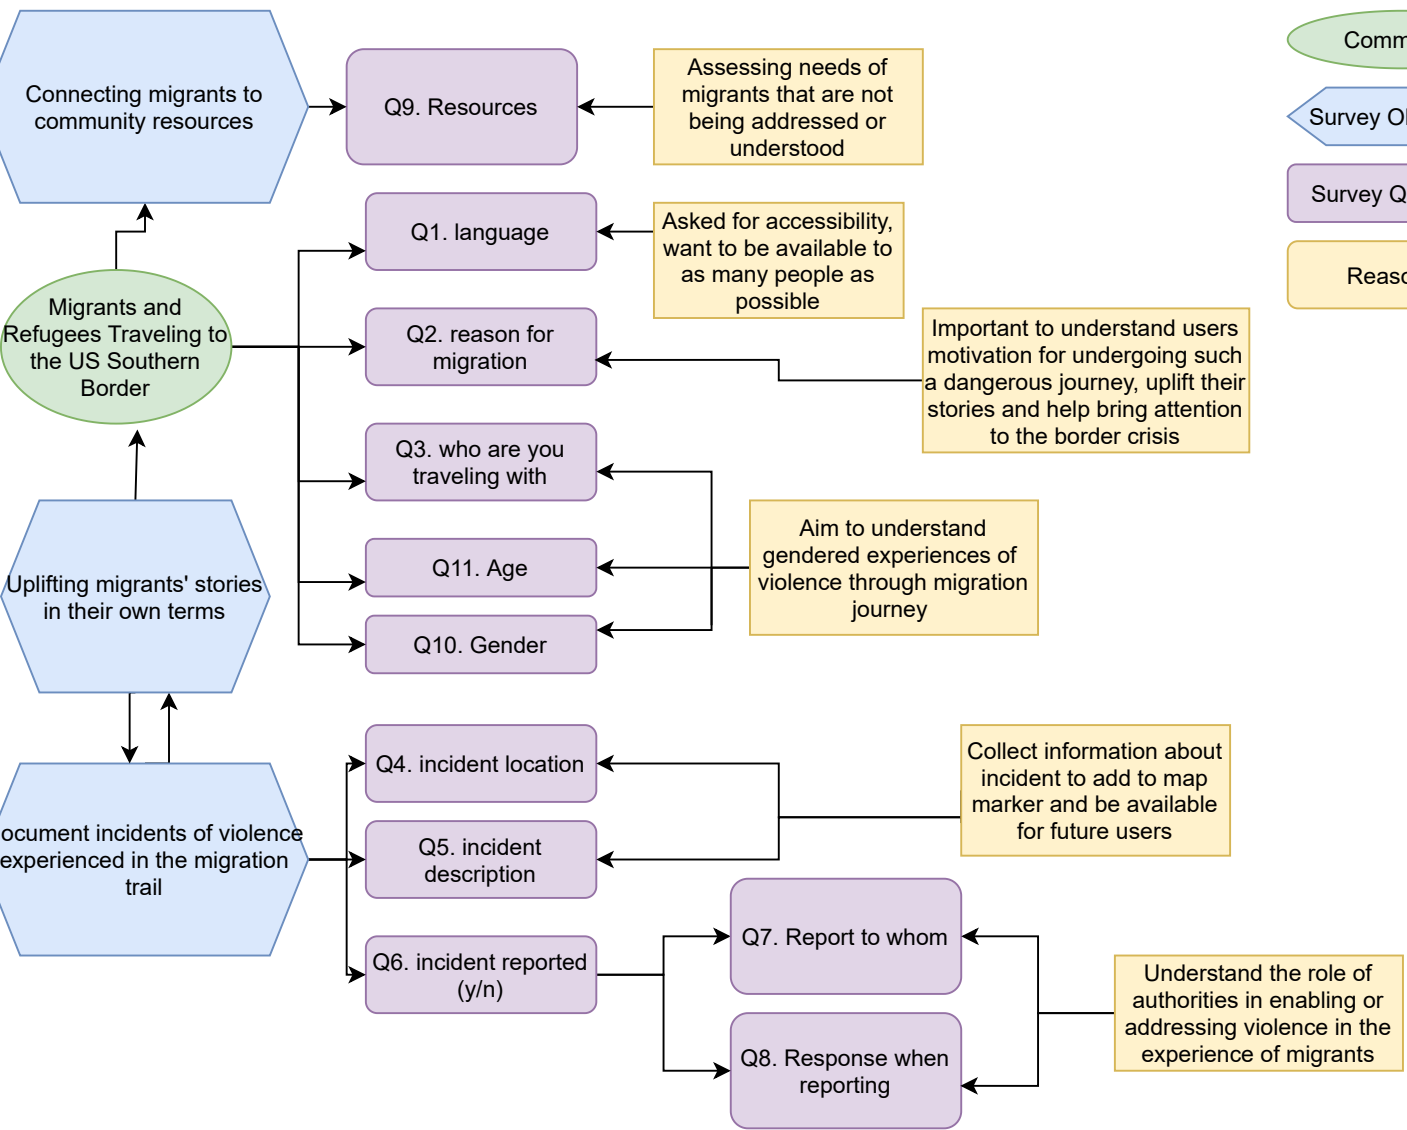 Connecting migrants to
community resources
Q9. Resources
Assessing needs of
migrants that are not
being addressed or
understood
Q1. language
Asked for accessibility,
want to be available to
as many people as
possible
Migrants and
Refugees Traveling to
the US Southern
Border
Q2. reason for
migration
Important to understand users
motivation for undergoing such
a dangerous journey, uplift their
stories and help bring attention
to the border crisis
Q3. who are you
traveling with
Q11. Age
Q10. Gender
Aim to understand
gendered experiences of
violence through migration
journey
Uplifting migrants' stories
in their own terms
ocument incidents of violence
experienced in the migration
trail
Q4. incident location
Q5. incident
description
Q6. incident reported
(y/n)
Collect information about
incident to add to map
marker and be available
for future users
Q7. Report to whom
Q8. Response when
reporting
Understand the role of
authorities in enabling or
addressing violence in the
experience of migrants
Comm
Survey O
Survey Q
Reaso